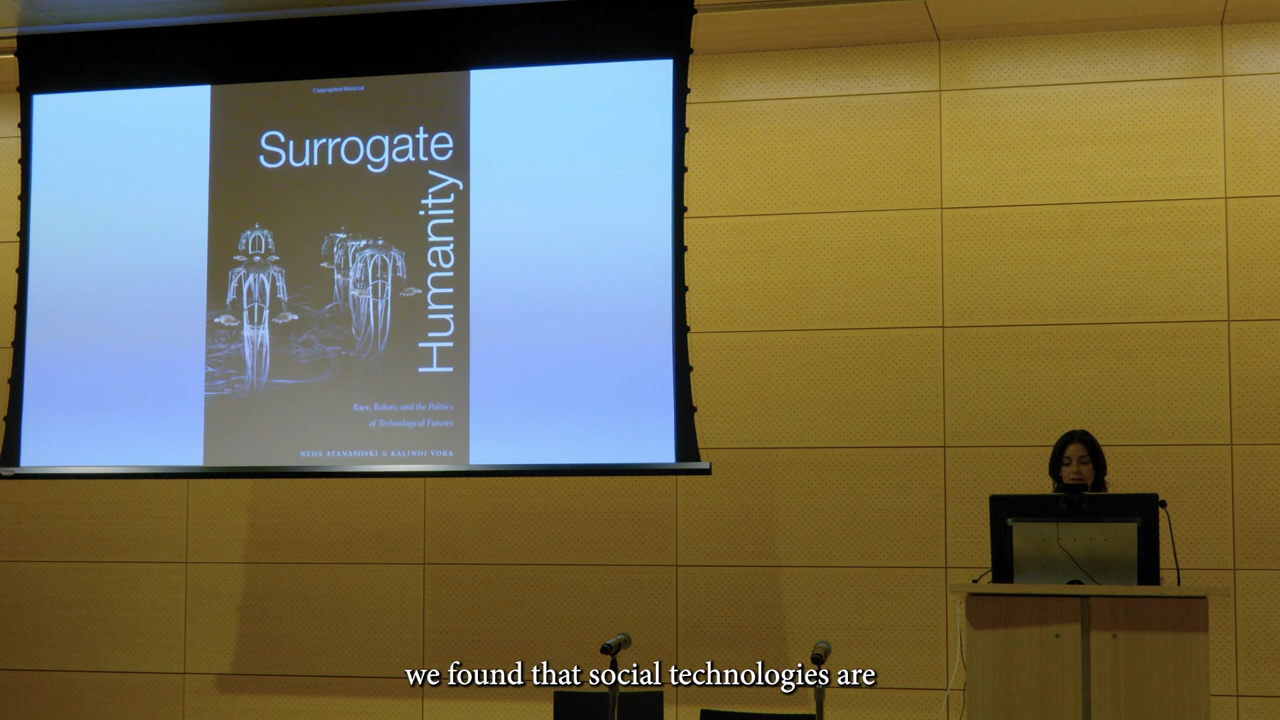 Copyrighted Material
Surrogate
Humanity
Race, Robots, and the Politics
of Technological Futures
NEDA ATANASOSKI & KALINDI VORA
we found that social technologies are